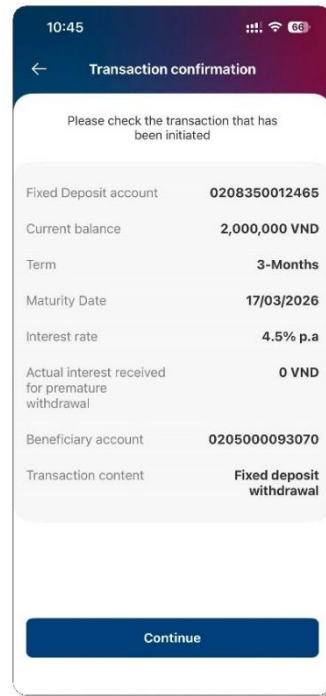 10:45
66
Transaction confirmation
Please check the transaction that has
been initiated
Fixed Deposit account 0208350012465
Current balance 2,000,000 VND
Term 3-Months
Maturity Date 17/03/2026
Interest rate 4.5% p.a
Actual interest received 0 VND
for premature
withdrawal
Beneficiary account 0205000093070
Transaction content Fixed deposit
withdrawal
Continue